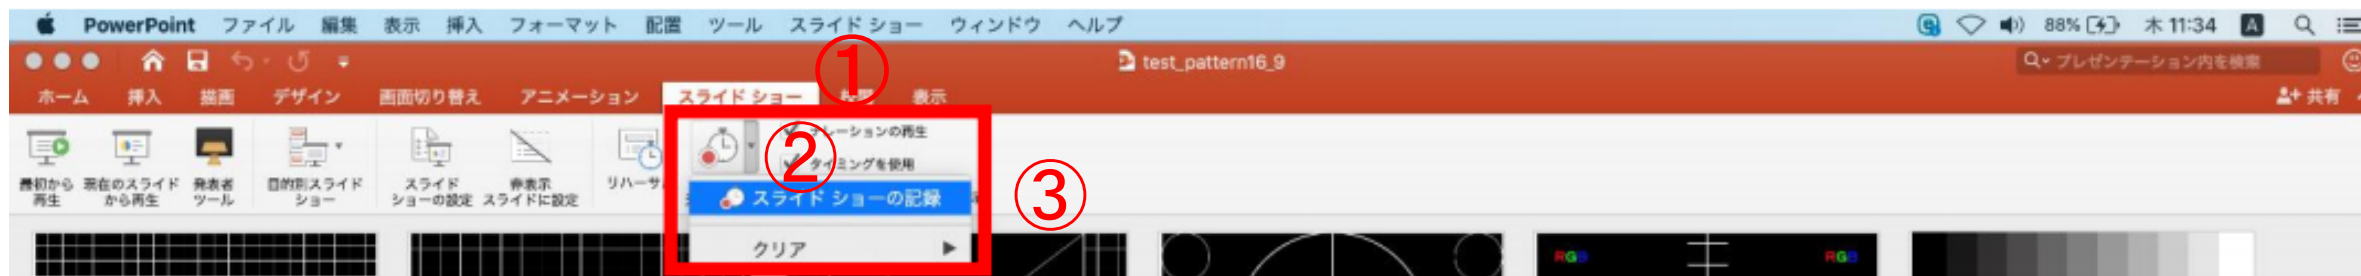 PowerPoint ファイル 編集 表示 挿入 フォーマット 配置 ツール スライド ショー ウィンドウ ヘルプ 88% 木 11:34 A
test_pattern16_9 プレゼンテーション内を検索
①
ホーム 挿入 描画 デザイン 画面切り替え アニメーション スライド ショー 表示 共有
②
ーションの再生
タイミングを使用
最初から再生
現在のスライドから再生
発表者ツール
目的別スライド ショー
スライド ショーの設定
非表示スライドに設定
リハーサ
スライド ショーの記録
③
クリア
RGB RGB